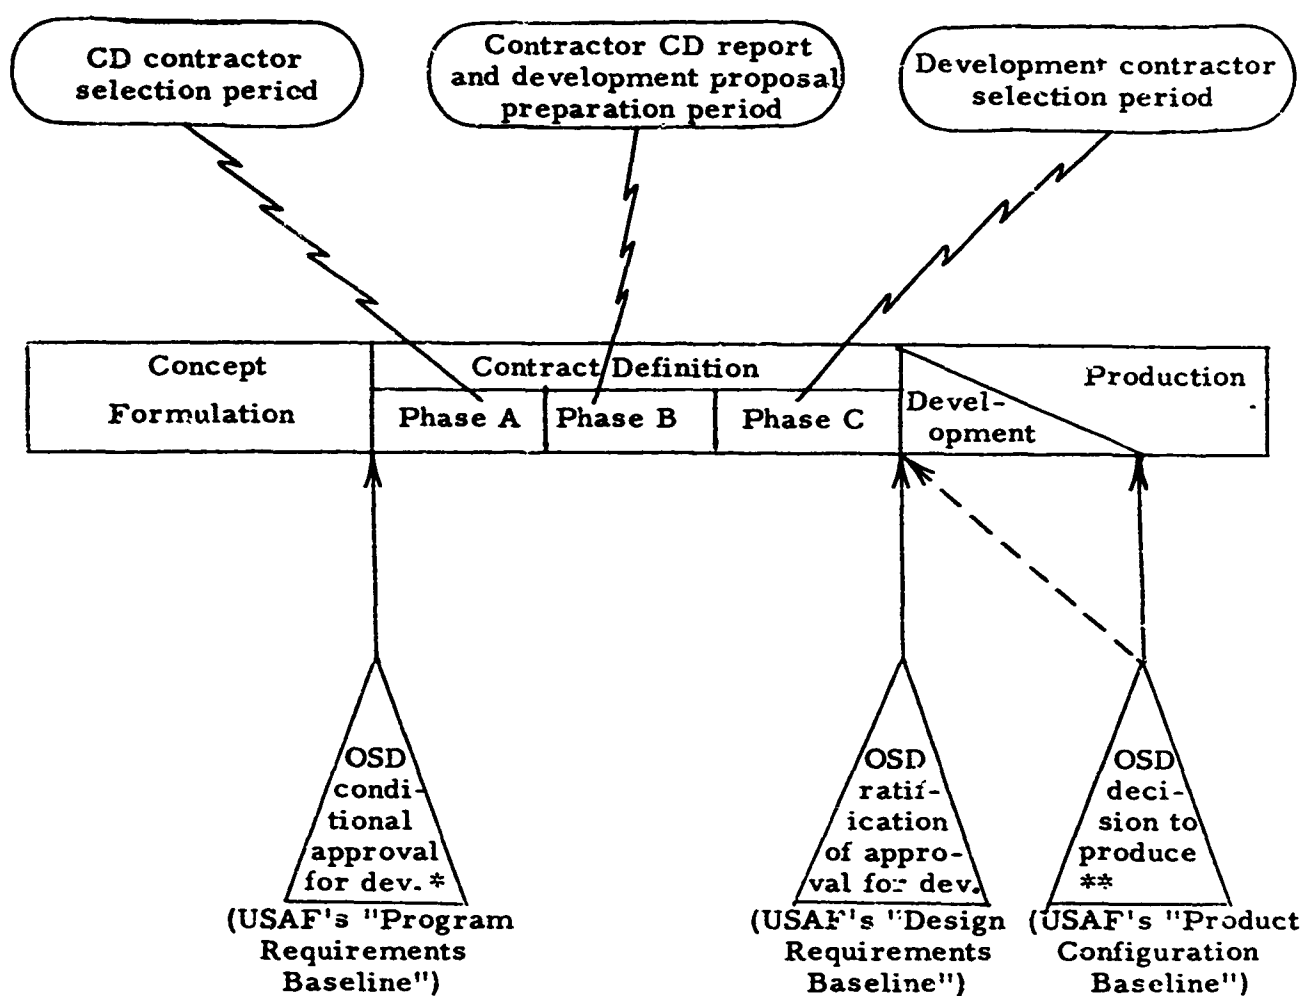 CD contractor
selection period
Contractor CD report
and development proposal
preparation period
Development contractor
selection period
Concept
Formulation
Contract Definition
Phase A
Phase B
Phase C
Devel-
opment
Production
OSD
condi-
tional
approval
for dev. *
(USAF's "Program
Requirements
Baseline")
OSD
ratif-
ication
of appro-
val for dev.
(USAF's "Design
Requirements
Baseline")
OSD
deci-
sion to
produce
**
(USAF's "Product
Configuration
Baseline")